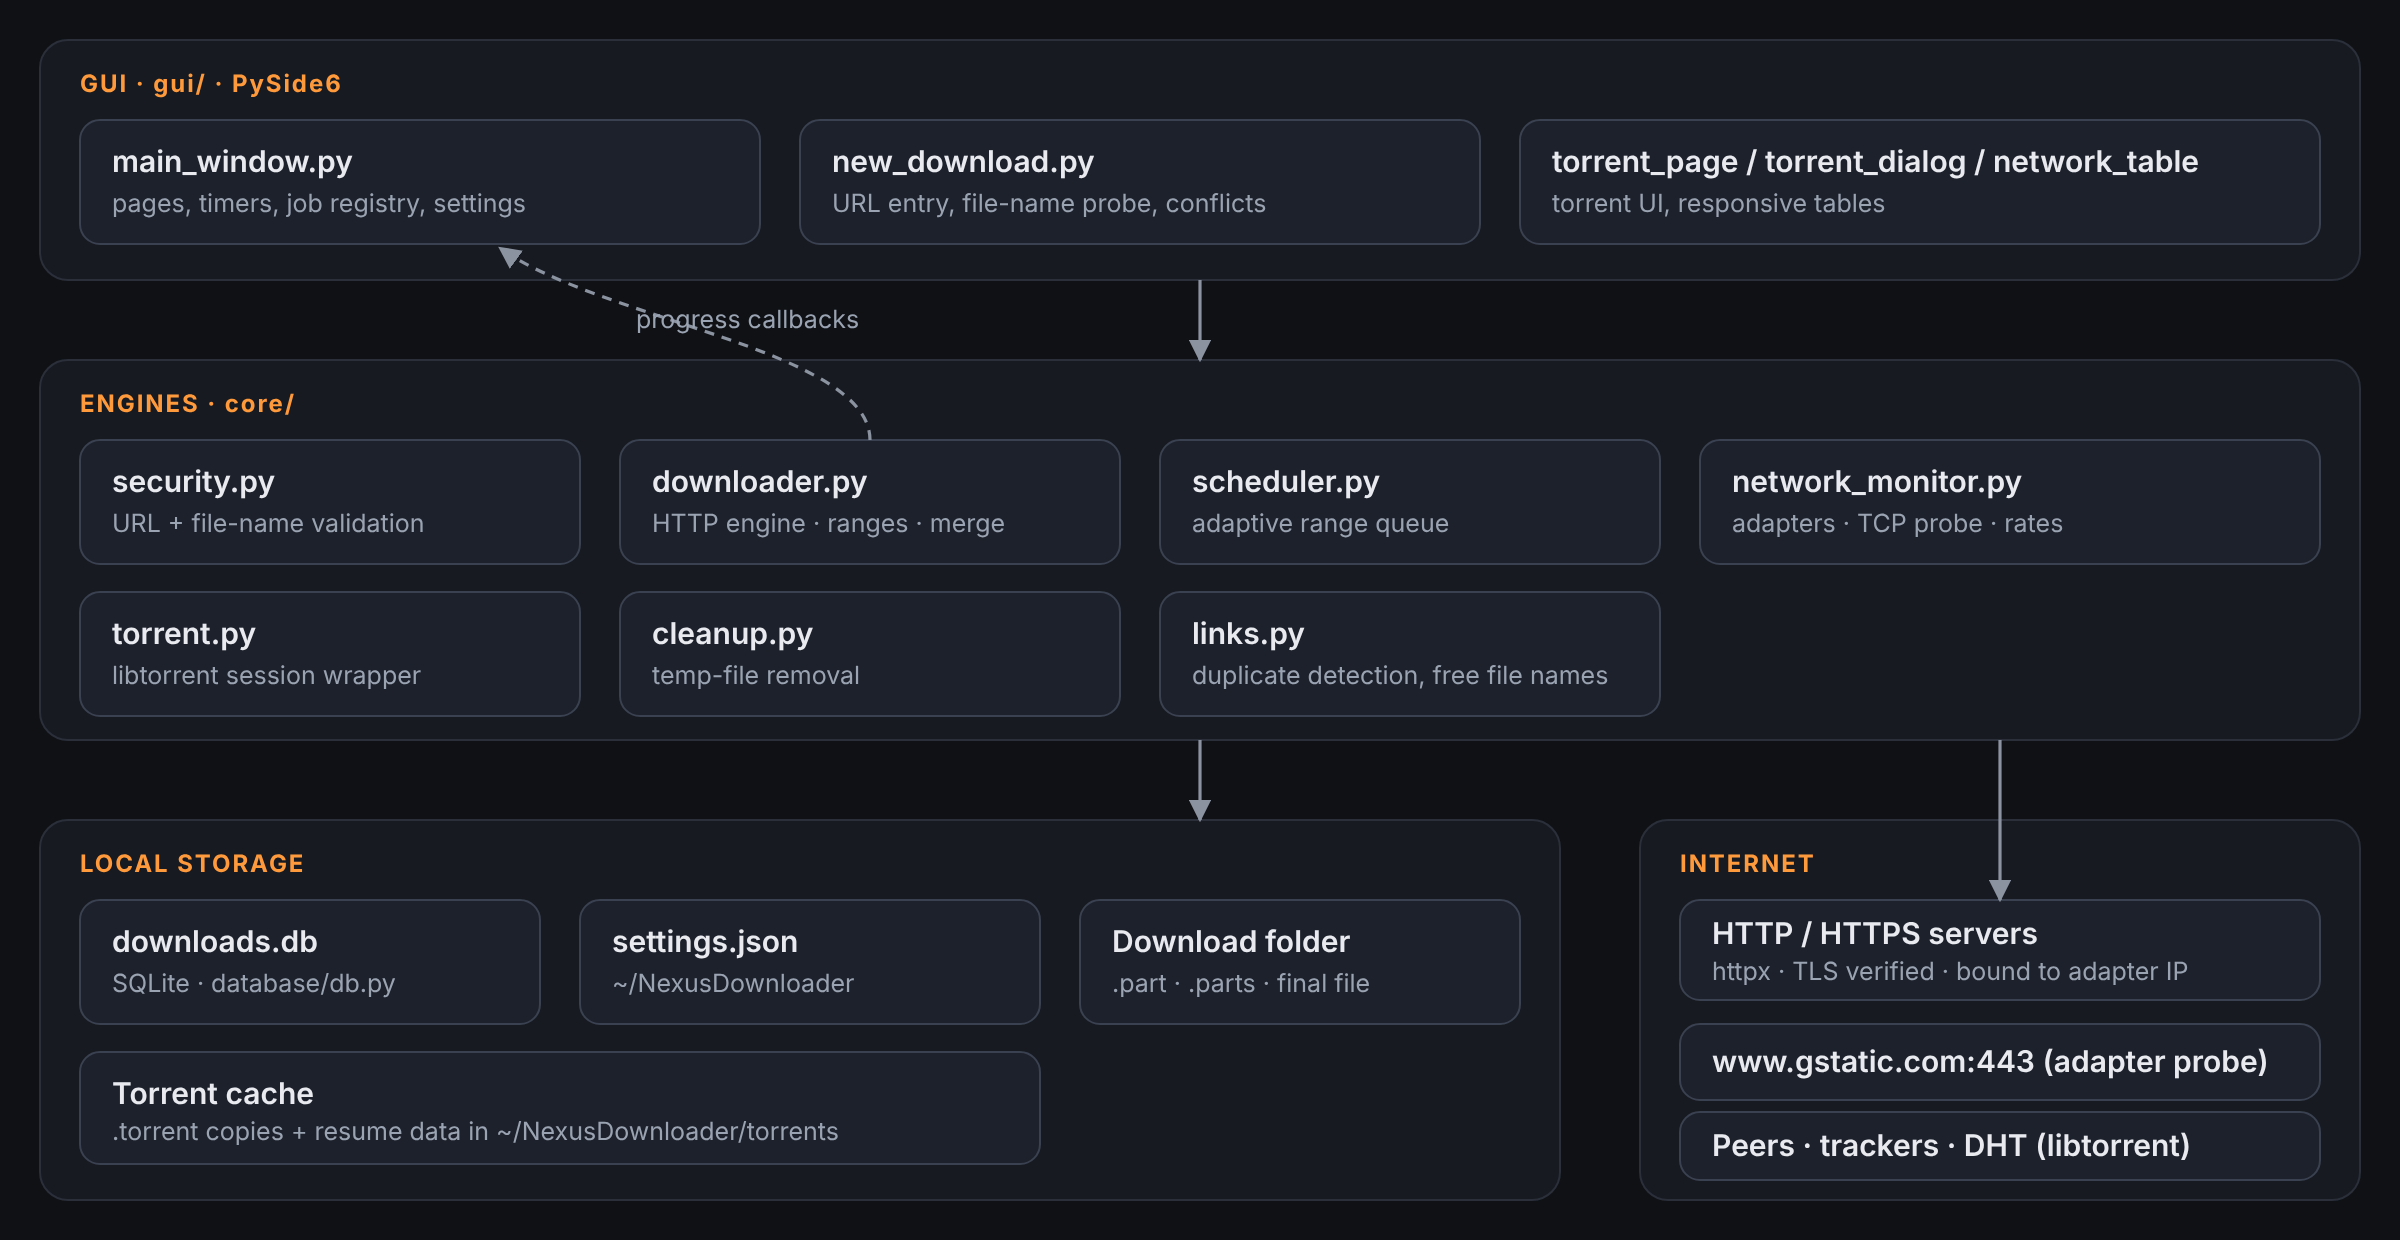 GUI · gui/ · PySide6
main_window.py
pages, timers, job registry, settings
new_download.py
URL entry, file-name probe, conflicts
torrent_page / torrent_dialog / network_table
torrent UI, responsive tables
progress callbacks
ENGINES · core/
security.py
URL + file-name validation
downloader.py
HTTP engine · ranges · merge
scheduler.py
adaptive range queue
network_monitor.py
adapters · TCP probe · rates
torrent.py
libtorrent session wrapper
cleanup.py
temp-file removal
links.py
duplicate detection, free file names
LOCAL STORAGE
downloads.db
SQLite · database/db.py
settings.json
~/NexusDownloader
Download folder
.part · .parts · final file
Torrent cache
.torrent copies + resume data in ~/NexusDownloader/torrents
INTERNET
HTTP / HTTPS servers
httpx · TLS verified · bound to adapter IP
www.gstatic.com:443 (adapter probe)
Peers · trackers · DHT (libtorrent)